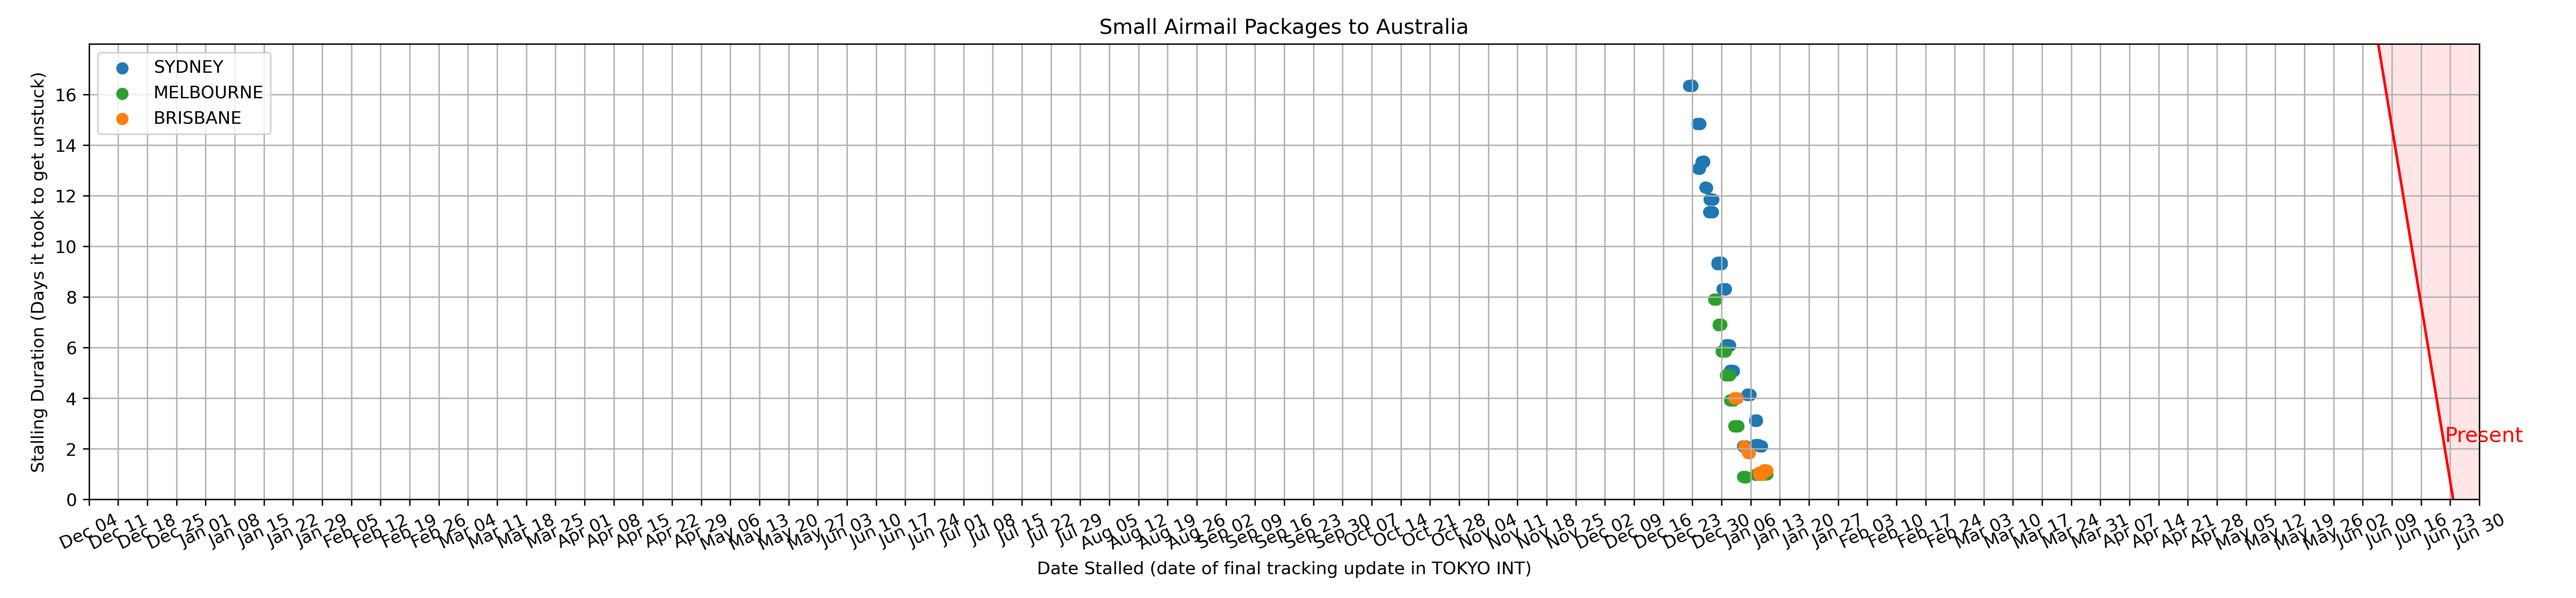 Small Airmail Packages to Australia
SYDNEY
MELBOURNE
BRISBANE
Stalling Duration (Days it took to get unstuck)
16
14
12
10
8
6
4
2
0
Present
Dec 04 Dec 11 Dec 18 Dec 25 Jan 01 Jan 08 Jan 15 Jan 22 Jan 29 Feb 05 Feb 12 Feb 19 Feb 26 Mar 04 Mar 11 Mar 18 Mar 25 Apr 01 Apr 08 Apr 15 Apr 22 Apr 29 May 06 May 13 May 20 May 27 Jun 03 Jun 10 Jun 17 Jun 24 Jul 01 Jul 08 Jul 15 Jul 22 Jul 29 Aug 05 Aug 12 Aug 19 Aug 26 Sep 02 Sep 09 Sep 16 Sep 23 Sep 30 Oct 07 Oct 14 Oct 21 Oct 28 Nov 04 Nov 11 Nov 18 Nov 25 Dec 02 Dec 09 Dec 16 Dec 23 Dec 30 Jan 06 Jan 13 Jan 20 Jan 27 Feb 03 Feb 10 Feb 17 Feb 24 Mar 03 Mar 10 Mar 17 Mar 24 Mar 31 Apr 07 Apr 14 Apr 21 Apr 28 May 05 May 12 May 19 May 26 Jun 02 Jun 09 Jun 16 Jun 23 Jun 30
Date Stalled (date of final tracking update in TOKYO INT)